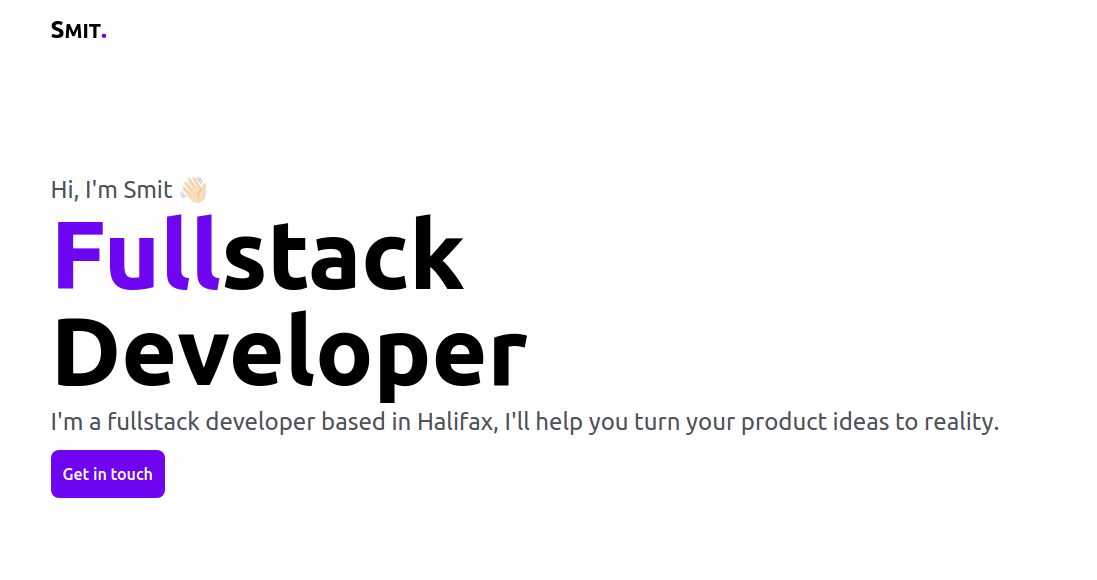 SMIT.
Hi, I'm Smit 👋🏻
Fullstack
Developer
I'm a fullstack developer based in Halifax, I'll help you turn your product ideas to reality.
Get in touch